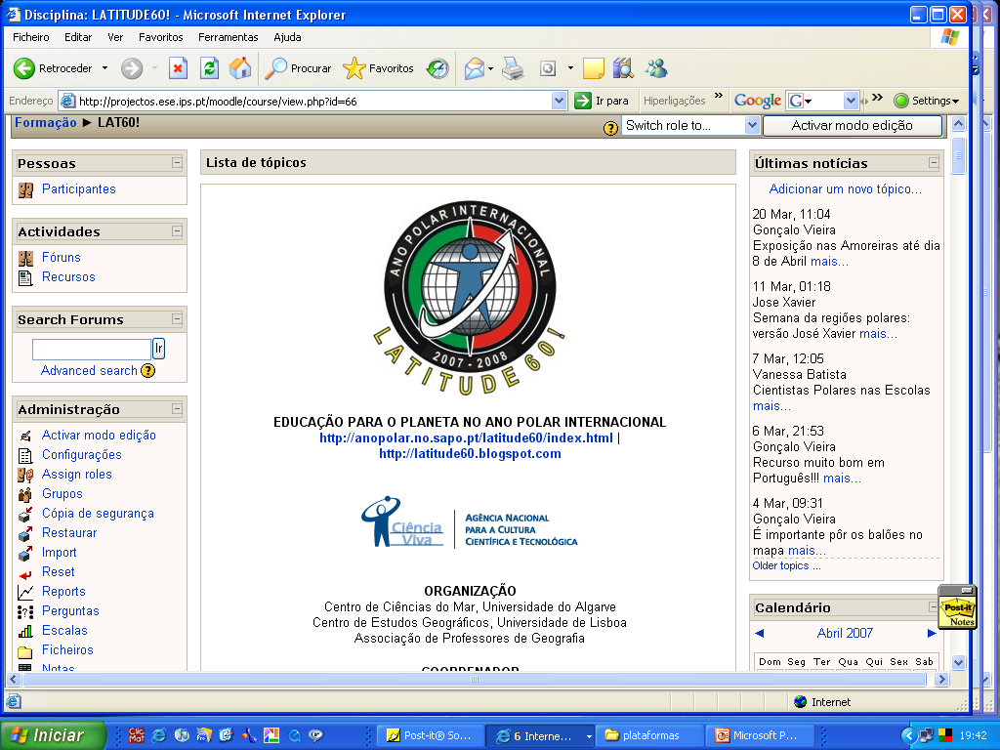 Disciplina: LATITUDE60! - Microsoft Internet Explorer
Ficheiro Editar Ver Favoritos Ferramentas Ajuda
Retroceder Procurar Favoritos
Endereço http://projectos.ese.ips.pt/moodle/course/view.php?id=66 Ir para Hiperligações » Google G » Settings
Formação ► LAT60! ? Switch role to... Activar modo edição
Pessoas
Participantes
Actividades
Fóruns
Recursos
Search Forums
Ir
Advanced search ?
Administração
Activar modo edição
Configurações
Assign roles
Grupos
Cópia de segurança
Restaurar
Import
Reset
Reports
Perguntas
Escalas
Ficheiros
Notas
Lista de tópicos
ANO POLAR INTERNACIONAL
2007 - 2008
LATITUDE 60!
EDUCAÇÃO PARA O PLANETA NO ANO POLAR INTERNACIONAL
http://anopolar.no.sapo.pt/latitude60/index.html |
http://latitude60.blogspot.com
Ciência
Viva
AGÊNCIA NACIONAL
PARA A CULTURA
CIENTÍFICA E TECNOLÓGICA
ORGANIZAÇÃO
Centro de Ciências do Mar, Universidade do Algarve
Centro de Estudos Geográficos, Universidade de Lisboa
Associação de Professores de Geografia
COORDENADOR
Últimas notícias
Adicionar um novo tópico...
20 Mar, 11:04
Gonçalo Vieira
Exposição nas Amoreiras até dia
8 de Abril mais...
11 Mar, 01:18
Jose Xavier
Semana da regiões polares:
versão José Xavier mais...
7 Mar, 12:05
Vanessa Batista
Cientistas Polares nas Escolas
mais...
6 Mar, 21:53
Gonçalo Vieira
Recurso muito bom em
Português!!! mais...
4 Mar, 09:31
Gonçalo Vieira
É importante pôr os balões no
mapa mais...
Older topics ...
Post-it
Notes
Calendário
◄ Abril 2007 ►
Dom Seg Ter Qua Qui Sex Sab
Internet
Iniciar Post-it® So... 6 Interne... plataformas Microsoft P... 19:42